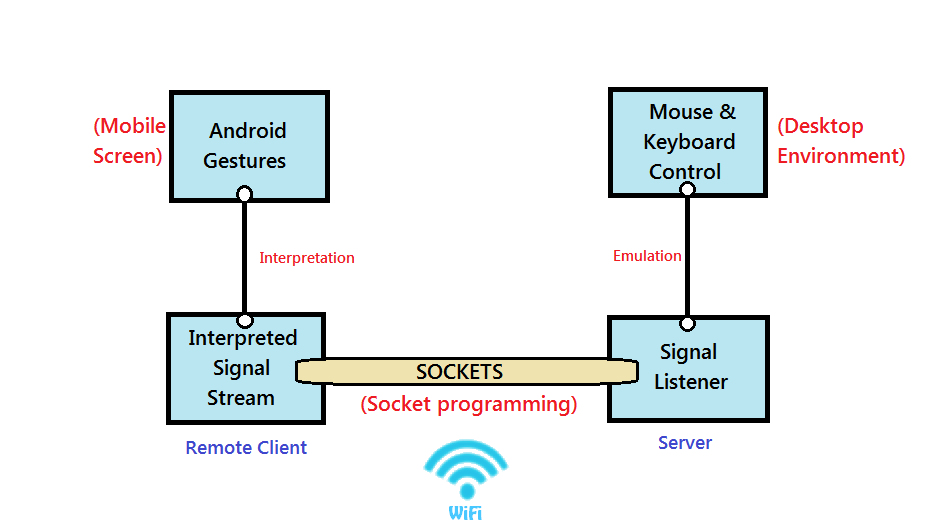 (Mobile
Screen)
Android
Gestures
Mouse &
Keyboard
Control
(Desktop
Environment)
Interpretation
Emulation
Interpreted
Signal
Stream
SOCKETS
(Socket programming)
Signal
Listener
Remote Client
Server
WiFi